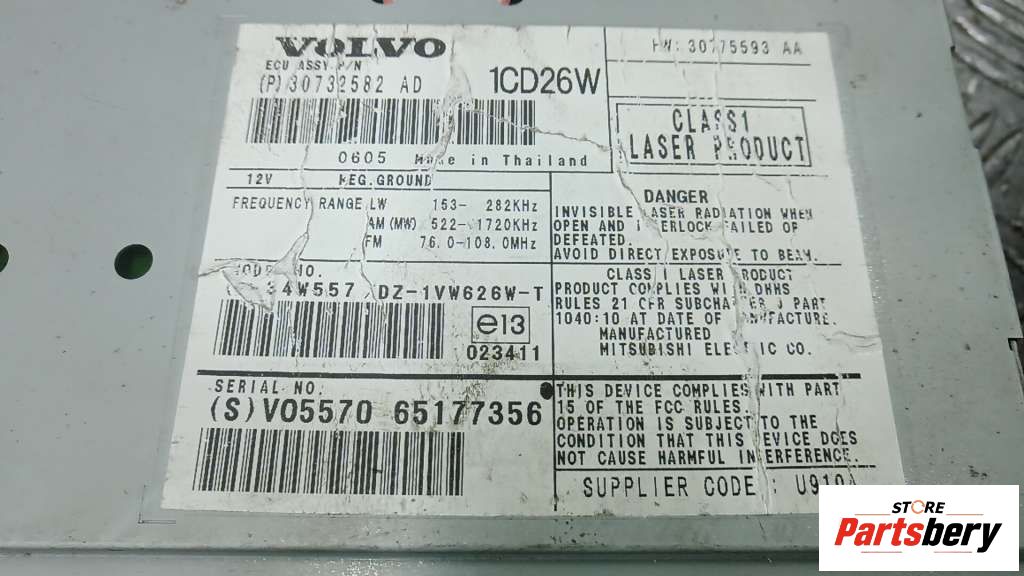 VOLVO
ECU ASSY P/N
(P)30732582 AD
1CD26W
PN: 30775593 AA
CLASS1
LASER PRODUCT
0605 Made in Thailand
12V NEG.GROUND
FREQUENCY RANGE LW 153- 282KHz
AM(MW) 522- 1720KHz
FM 76.0-108.0MHz
DANGER
INVISIBLE LASER RADIATION WHEN
OPEN AND INTERLOCK FAILED OR
DEFEATED.
AVOID DIRECT EXPOSURE TO BEAM.
MODEL NO.
34W557 DZ-1VW626W-T
e13
023411
CLASS 1 LASER PRODUCT
PRODUCT COMPLIES WITH DHHS
RULES 21 CFR SUBCHAPTER J PART
1040:10 AT DATE OF MANUFACTURE.
MANUFACTURED
MITSUBISHI ELECTRIC CO.
SERIAL NO.
(S)VO5570 65177356
THIS DEVICE COMPLIES WITH PART
15 OF THE FCC RULES.
OPERATION IS SUBJECT TO THE
CONDITION THAT THIS DEVICE DOES
NOT CAUSE HARMFUL INTERFERENCE.
SUPPLIER CODE : U910A
STORE
Partsbery